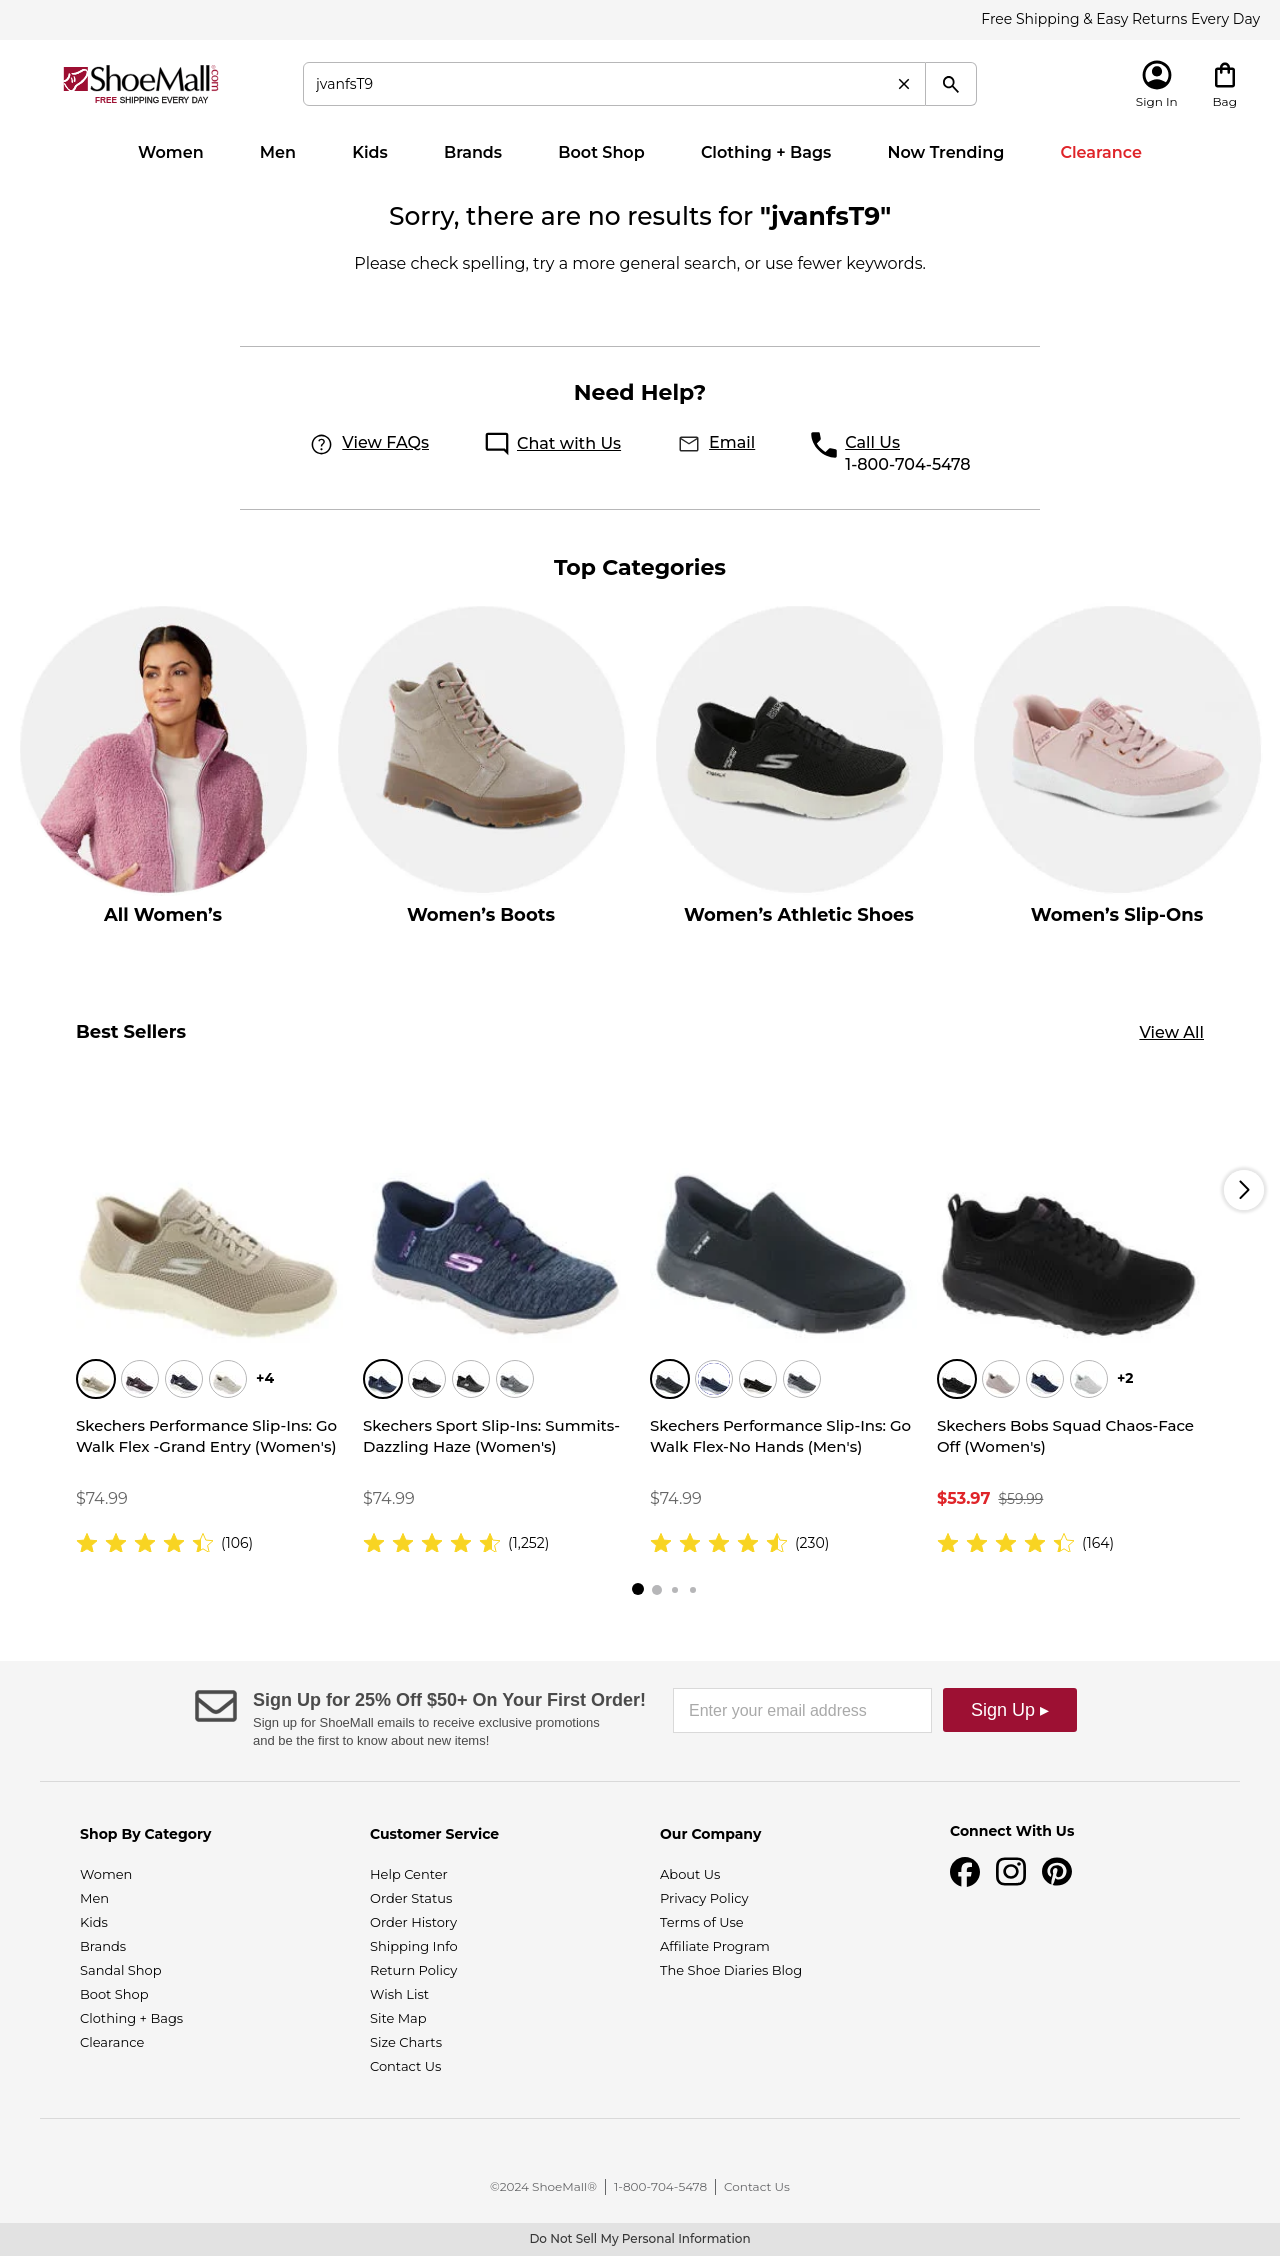 Free Shipping & Easy Returns Every Day
ShoeMall.com
FREE SHIPPING EVERY DAY
jvanfsT9
Sign In
Bag
Women Men Kids Brands Boot Shop Clothing + Bags Now Trending Clearance
Sorry, there are no results for "jvanfsT9"
Please check spelling, try a more general search, or use fewer keywords.
Need Help?
View FAQs Chat with Us Email Call Us
1-800-704-5478
Top Categories
All Women’s Women’s Boots Women’s Athletic Shoes Women’s Slip-Ons
Best Sellers View All
+4
Skechers Performance Slip-Ins: Go
Walk Flex -Grand Entry (Women's)
$74.99
(106)
Skechers Sport Slip-Ins: Summits-
Dazzling Haze (Women's)
$74.99
(1,252)
Skechers Performance Slip-Ins: Go
Walk Flex-No Hands (Men's)
$74.99
(230)
+2
Skechers Bobs Squad Chaos-Face
Off (Women's)
$53.97 $59.99
(164)
Sign Up for 25% Off $50+ On Your First Order!
Sign up for ShoeMall emails to receive exclusive promotions
and be the first to know about new items!
Enter your email address
Sign Up ▸
Shop By Category
Women
Men
Kids
Brands
Sandal Shop
Boot Shop
Clothing + Bags
Clearance
Customer Service
Help Center
Order Status
Order History
Shipping Info
Return Policy
Wish List
Site Map
Size Charts
Contact Us
Our Company
About Us
Privacy Policy
Terms of Use
Affiliate Program
The Shoe Diaries Blog
Connect With Us
©2024 ShoeMall® 1-800-704-5478 Contact Us
Do Not Sell My Personal Information